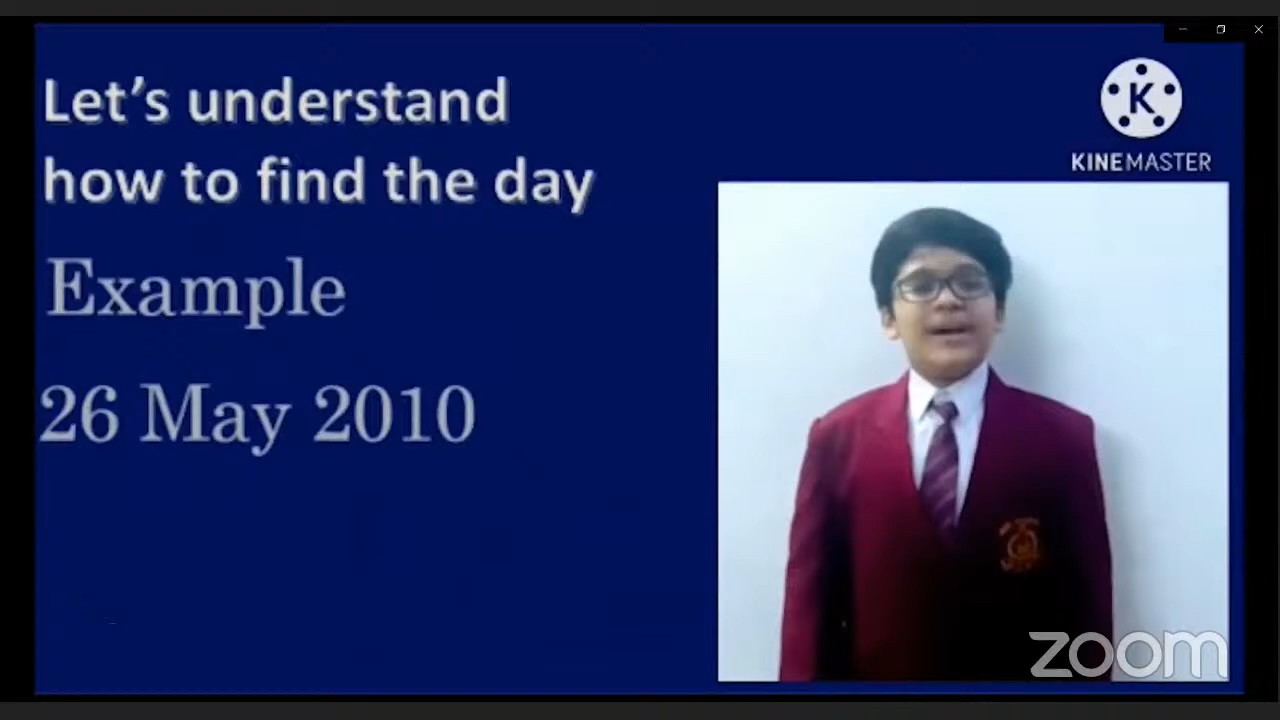 Let's understand
how to find the day
Example
26 May 2010
K
KINEMASTER
zoom